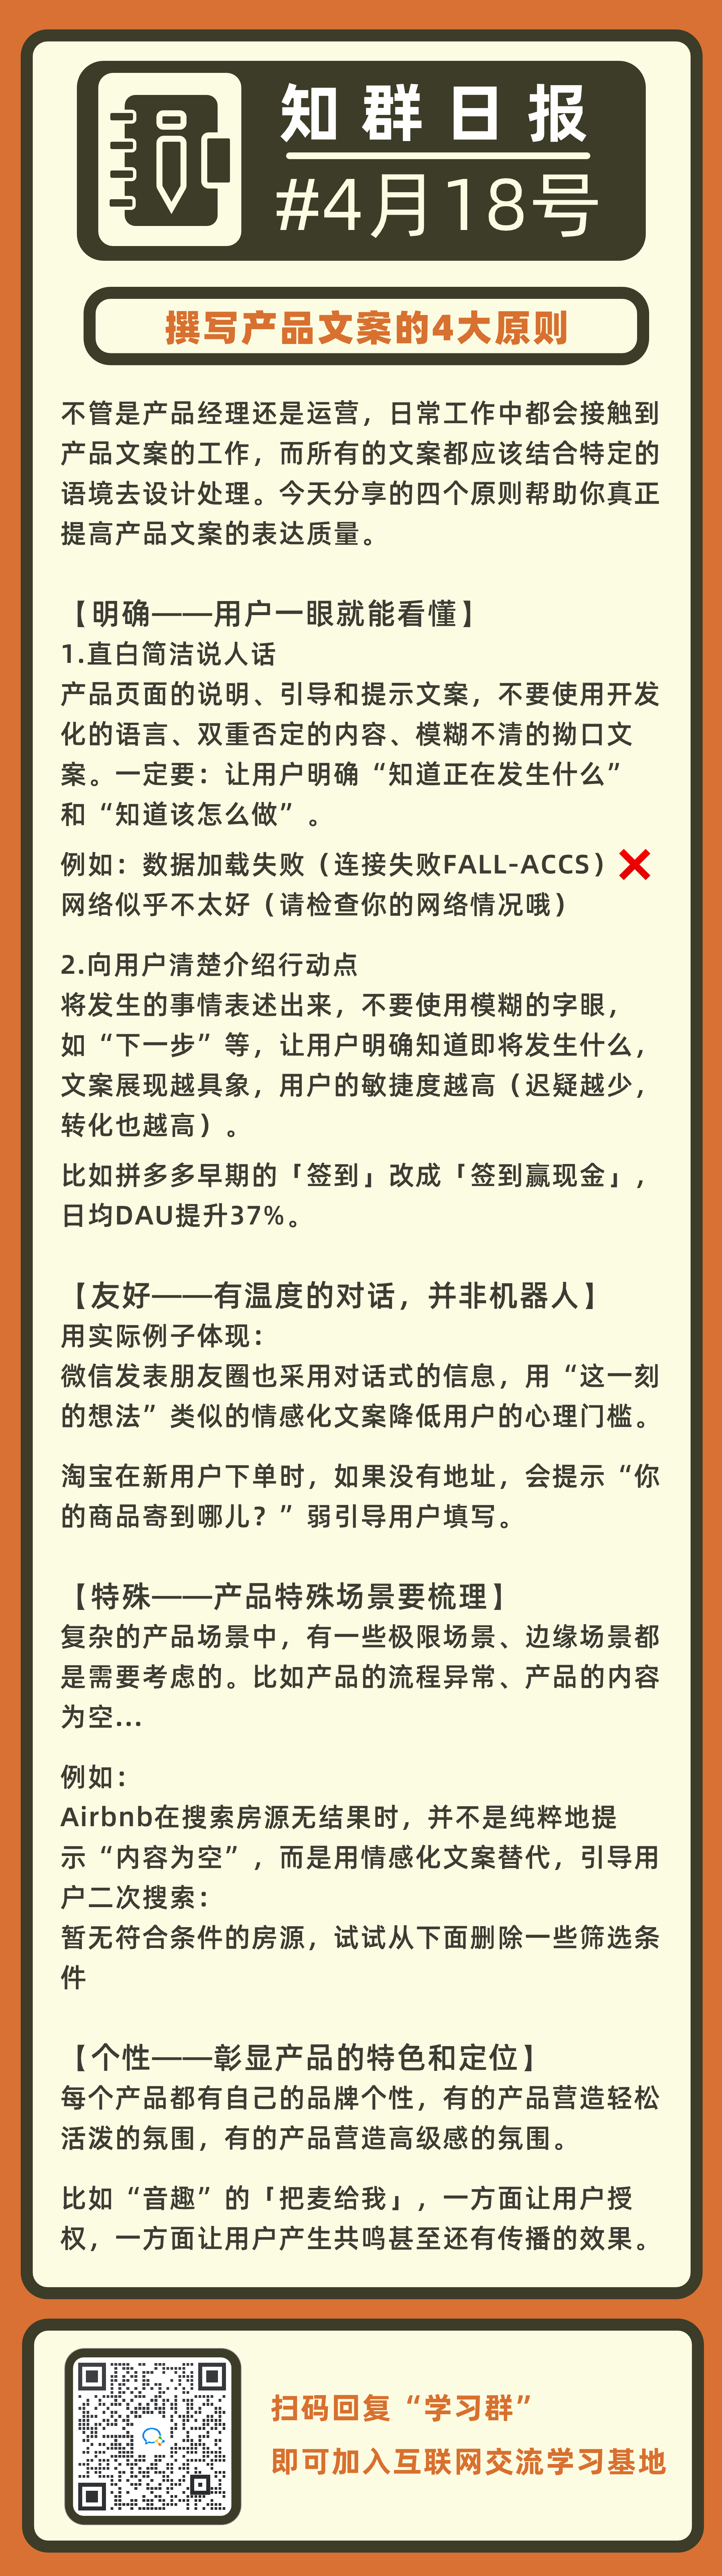 知群日报
#4月18号
撰写产品文案的4大原则
不管是产品经理还是运营，日常工作中都会接触到
产品文案的工作，而所有的文案都应该结合特定的
语境去设计处理。今天分享的四个原则帮助你真正
提高产品文案的表达质量。
【明确——用户一眼就能看懂】
1.直白简洁说人话
产品页面的说明、引导和提示文案，不要使用开发
化的语言、双重否定的内容、模糊不清的拗口文
案。一定要：让用户明确“知道正在发生什么”
和“知道该怎么做”。
例如：数据加载失败（连接失败FALL-ACCS）❌
网络似乎不太好（请检查你的网络情况哦）
2.向用户清楚介绍行动点
将发生的事情表述出来，不要使用模糊的字眼，
如“下一步”等，让用户明确知道即将发生什么，
文案展现越具象，用户的敏捷度越高（迟疑越少，
转化也越高）。
比如拼多多早期的「签到」改成「签到赢现金」，
日均DAU提升37%。
【友好——有温度的对话，并非机器人】
用实际例子体现：
微信发表朋友圈也采用对话式的信息，用“这一刻
的想法”类似的情感化文案降低用户的心理门槛。
淘宝在新用户下单时，如果没有地址，会提示“你
的商品寄到哪儿？”弱引导用户填写。
【特殊——产品特殊场景要梳理】
复杂的产品场景中，有一些极限场景、边缘场景都
是需要考虑的。比如产品的流程异常、产品的内容
为空...
例如：
Airbnb在搜索房源无结果时，并不是纯粹地提
示“内容为空”，而是用情感化文案替代，引导用
户二次搜索：
暂无符合条件的房源，试试从下面删除一些筛选条
件
【个性——彰显产品的特色和定位】
每个产品都有自己的品牌个性，有的产品营造轻松
活泼的氛围，有的产品营造高级感的氛围。
比如“音趣”的「把麦给我」，一方面让用户授
权，一方面让用户产生共鸣甚至还有传播的效果。
扫码回复“学习群”
即可加入互联网交流学习基地